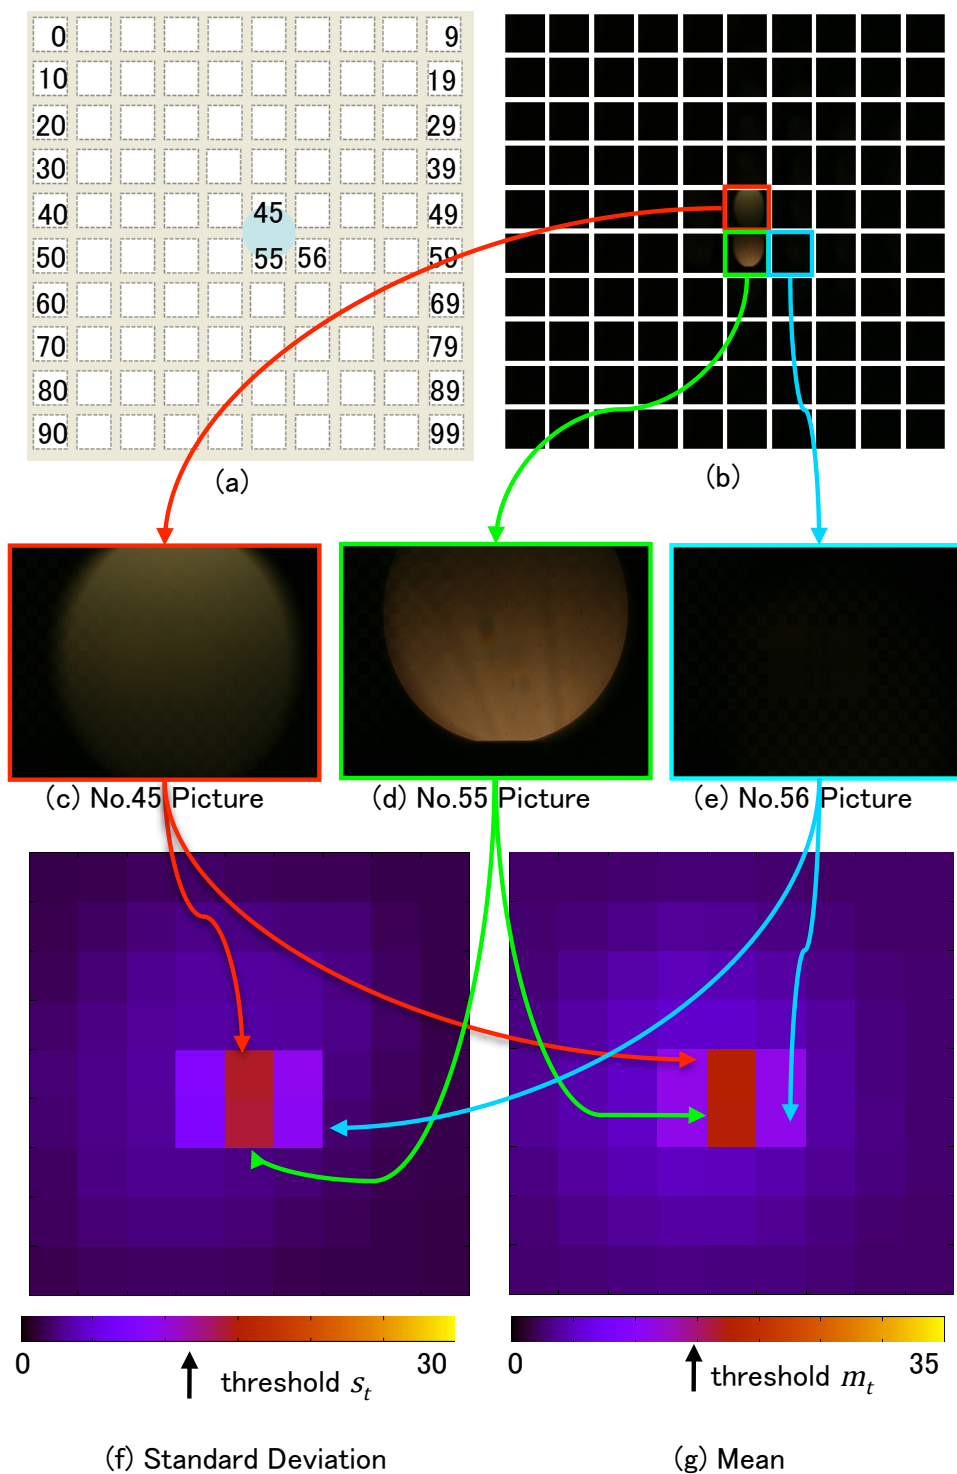 0 9
10 19
20 29
30 39
40 45 49
50 55 56 59
60 69
70 79
80 89
90 99
(a)
(b)
(c) No.45 Picture
(d) No.55 Picture
(e) No.56 Picture
0 30
threshold s_t
0 35
threshold m_t
(f) Standard Deviation
(g) Mean